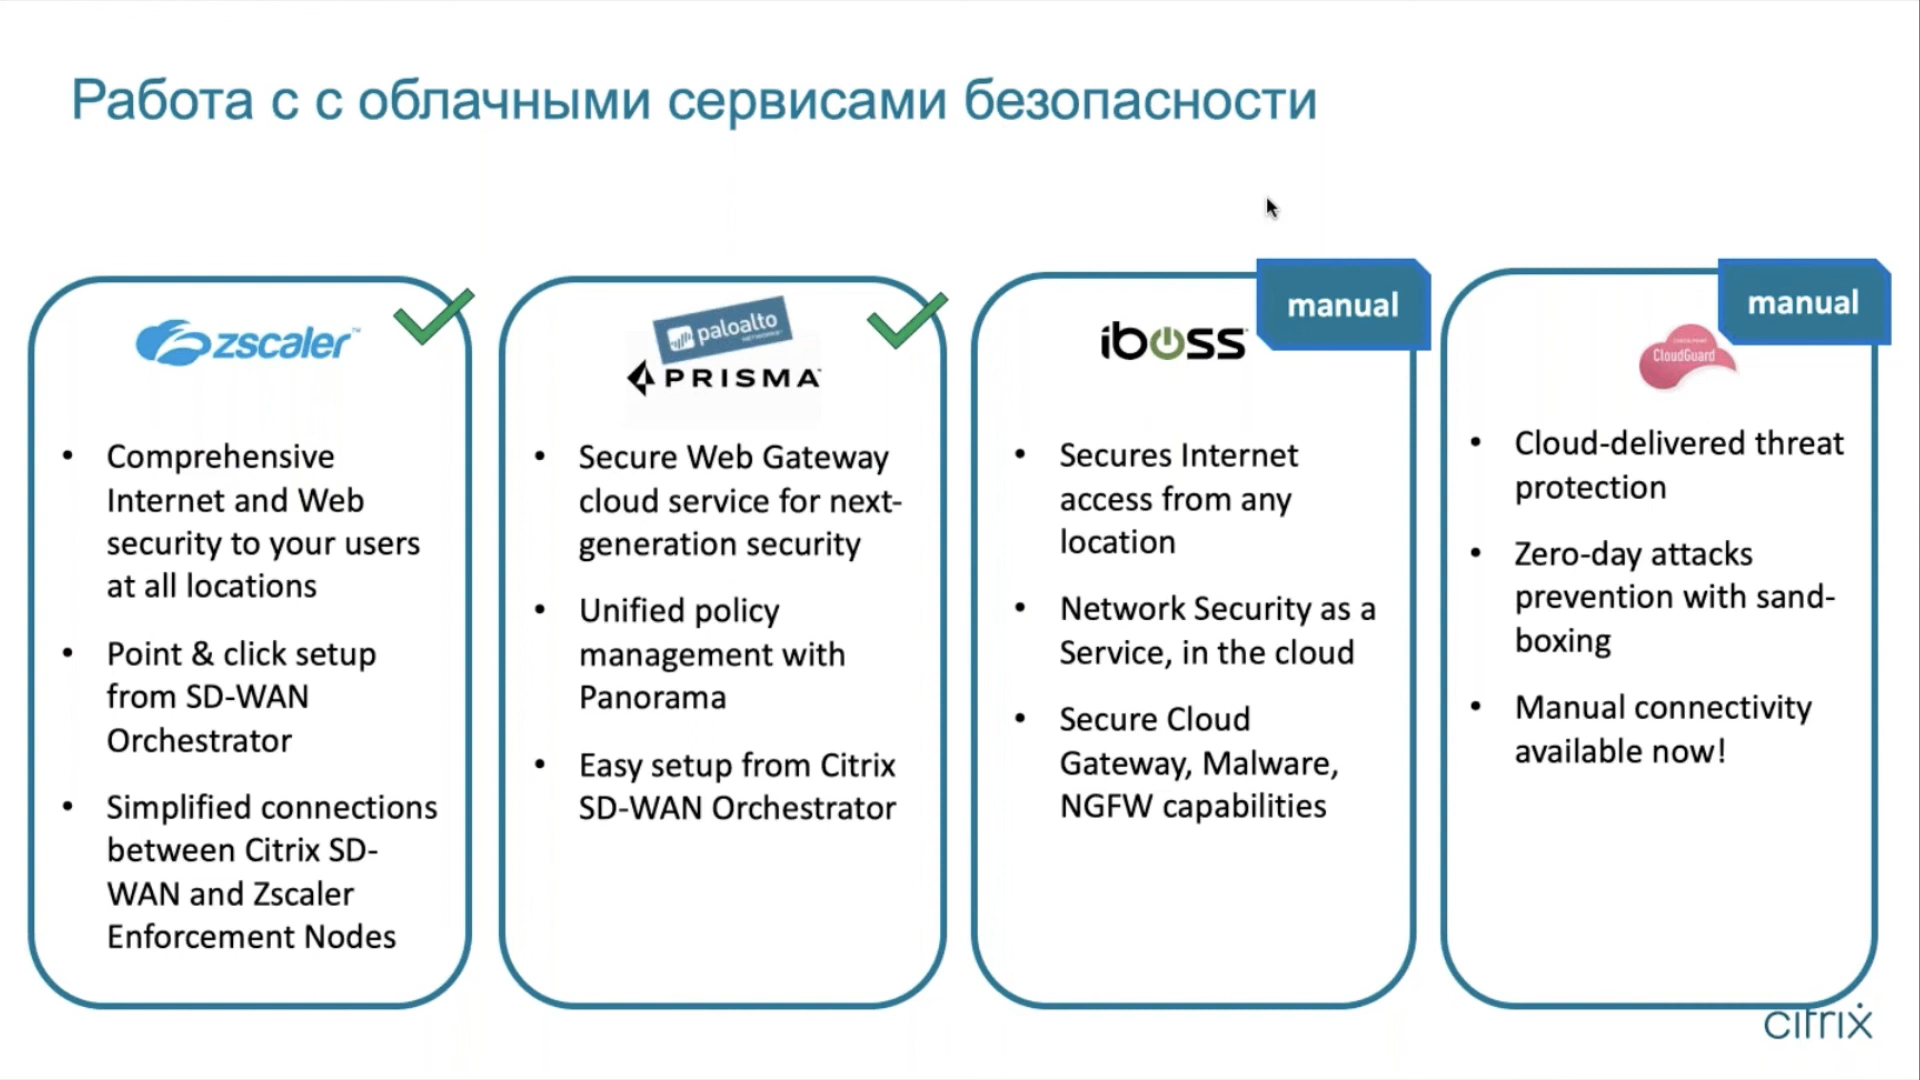 Работа с с облачными сервисами безопасности
zscaler™
• Comprehensive
Internet and Web
security to your users
at all locations
• Point & click setup
from SD-WAN
Orchestrator
• Simplified connections
between Citrix SD-
WAN and Zscaler
Enforcement Nodes
paloalto
NETWORKS
PRISMA
• Secure Web Gateway
cloud service for next-
generation security
• Unified policy
management with
Panorama
• Easy setup from Citrix
SD-WAN Orchestrator
manual
iboss
• Secures Internet
access from any
location
• Network Security as a
Service, in the cloud
• Secure Cloud
Gateway, Malware,
NGFW capabilities
manual
CloudGuard
• Cloud-delivered threat
protection
• Zero-day attacks
prevention with sand-
boxing
• Manual connectivity
available now!
citrix